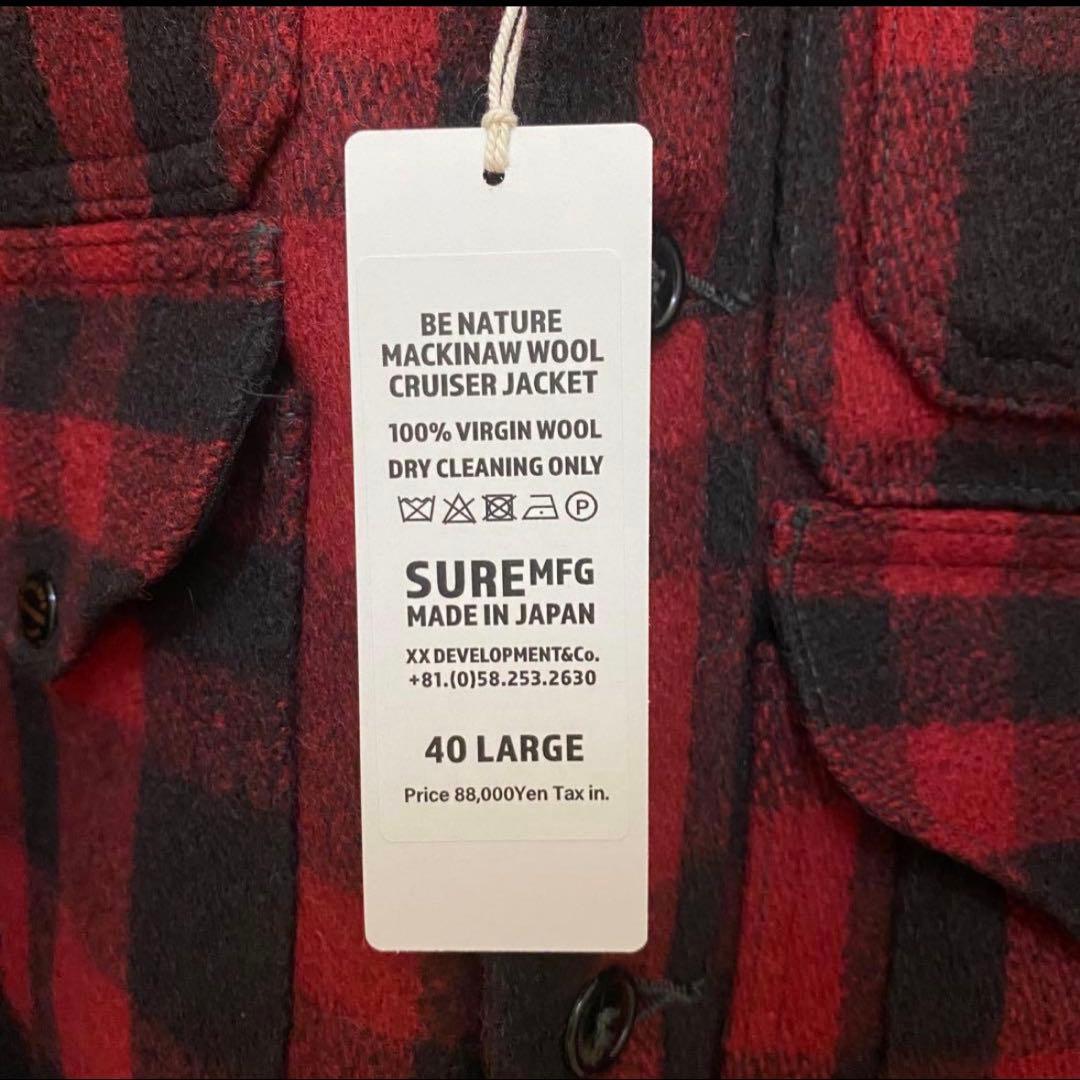 BE NATURE
MACKINAW WOOL
CRUISER JACKET
100% VIRGIN WOOL
DRY CLEANING ONLY
P
SUREMFG
MADE IN JAPAN
XX DEVELOPMENT&Co.
+81.(0)58.253.2630
40 LARGE
Price 88,000Yen Tax in.